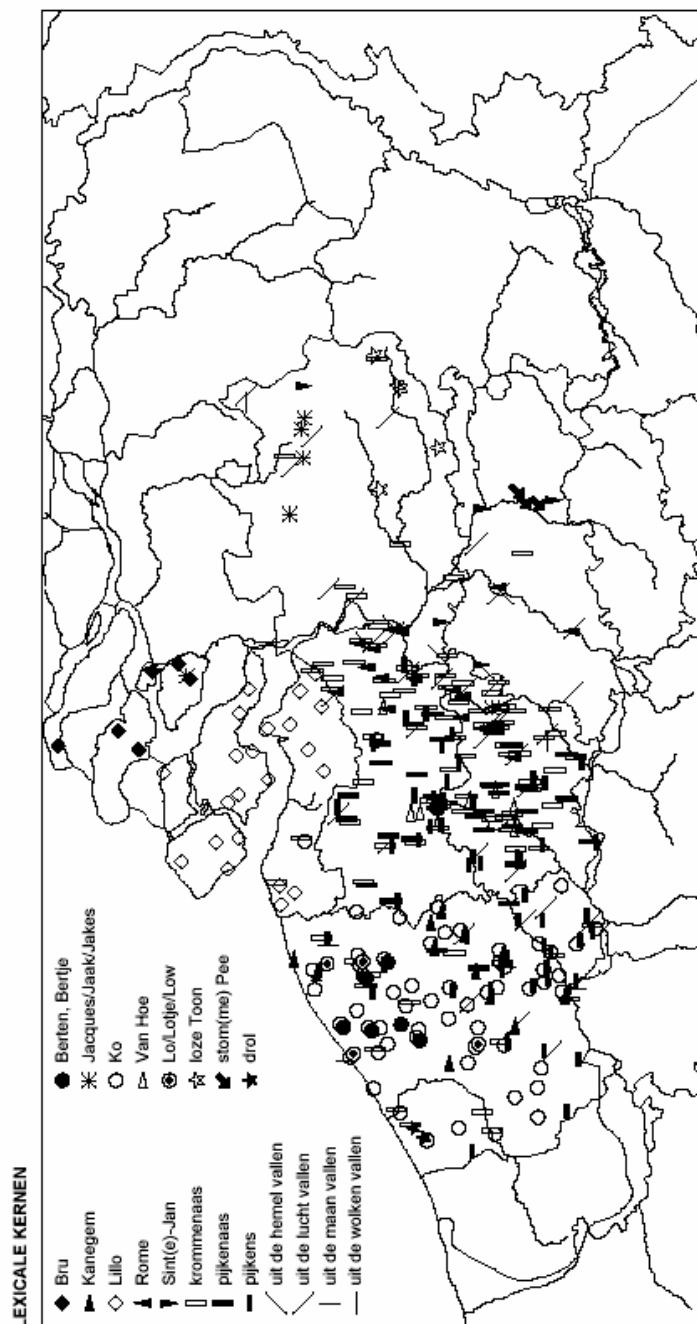 LEXICALE KERNEN
Bru
Kanegem
Lillo
Rome
Sint(e)-Jan
krommenaas
pijkenaas
pijkens
uit de hemel vallen
uit de lucht vallen
uit de maan vallen
uit de wolken vallen
Berten, Bertje
Jacques/Jaak/Jakes
Ko
Van Hoe
Lo/Lotje/Low
loze Toon
stom(me) Pee
drol